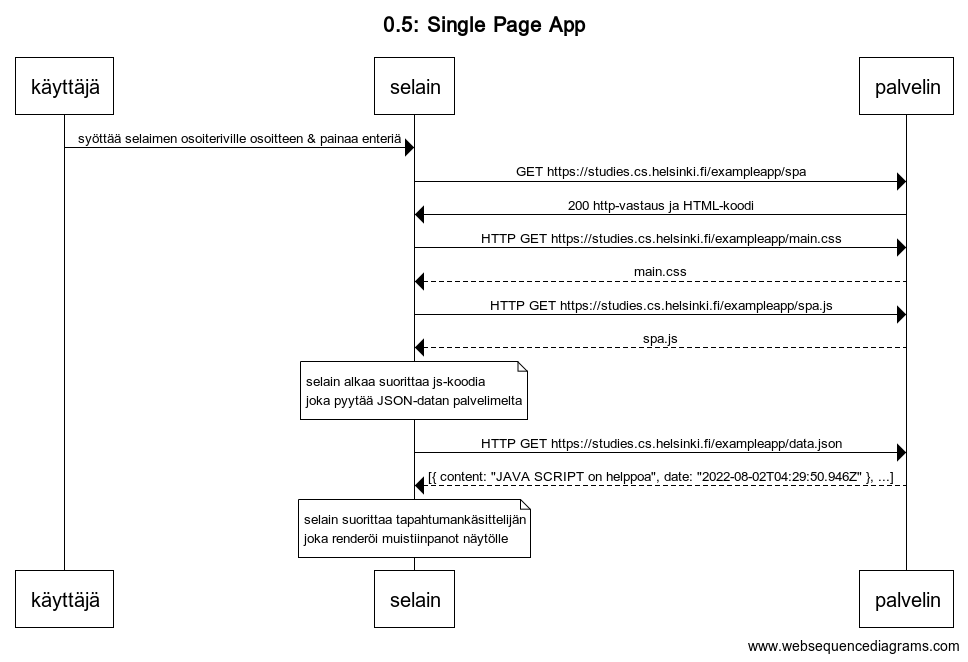 0.5: Single Page App
käyttäjä
selain
palvelin
syöttää selaimen osoiteriville osoitteen & painaa enteriä
GET https://studies.cs.helsinki.fi/exampleapp/spa
200 http-vastaus ja HTML-koodi
HTTP GET https://studies.cs.helsinki.fi/exampleapp/main.css
main.css
HTTP GET https://studies.cs.helsinki.fi/exampleapp/spa.js
spa.js
selain alkaa suorittaa js-koodia
joka pyytää JSON-datan palvelimelta
HTTP GET https://studies.cs.helsinki.fi/exampleapp/data.json
[{ content: "JAVA SCRIPT on helppoa", date: "2022-08-02T04:29:50.946Z" }, ...]
selain suorittaa tapahtumankäsittelijän
joka renderöi muistiinpanot näytölle
käyttäjä
selain
palvelin
www.websequencediagrams.com